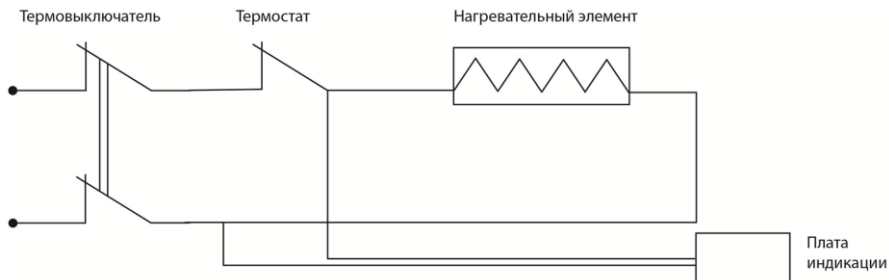 Термовыключатель
Термостат
Нагревательный элемент
Плата
индикации